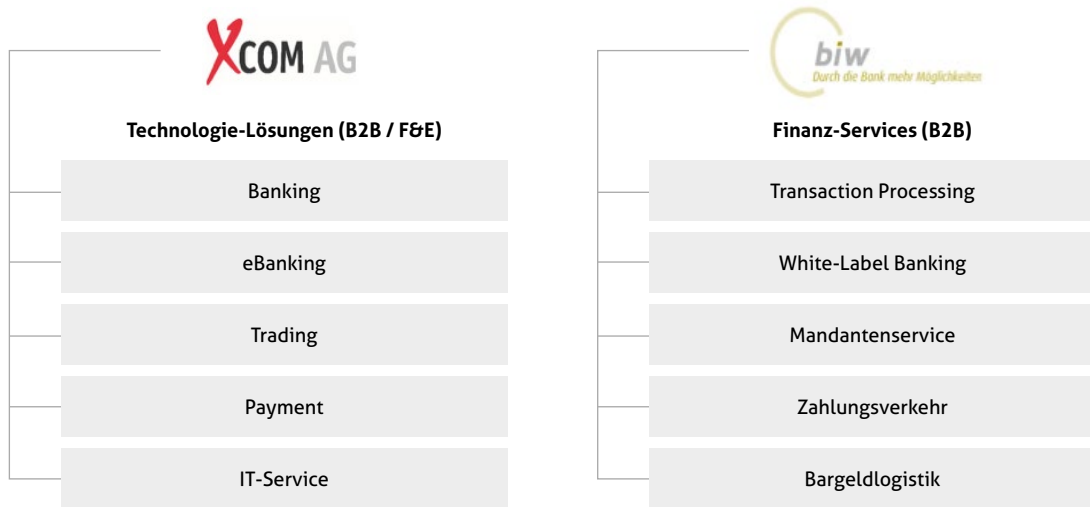 XCOM AG
Technologie-Lösungen (B2B / F&E)
Banking
eBanking
Trading
Payment
IT-Service
biw
Durch die Bank mehr Möglichkeiten
Finanz-Services (B2B)
Transaction Processing
White-Label Banking
Mandantenservice
Zahlungsverkehr
Bargeldlogistik